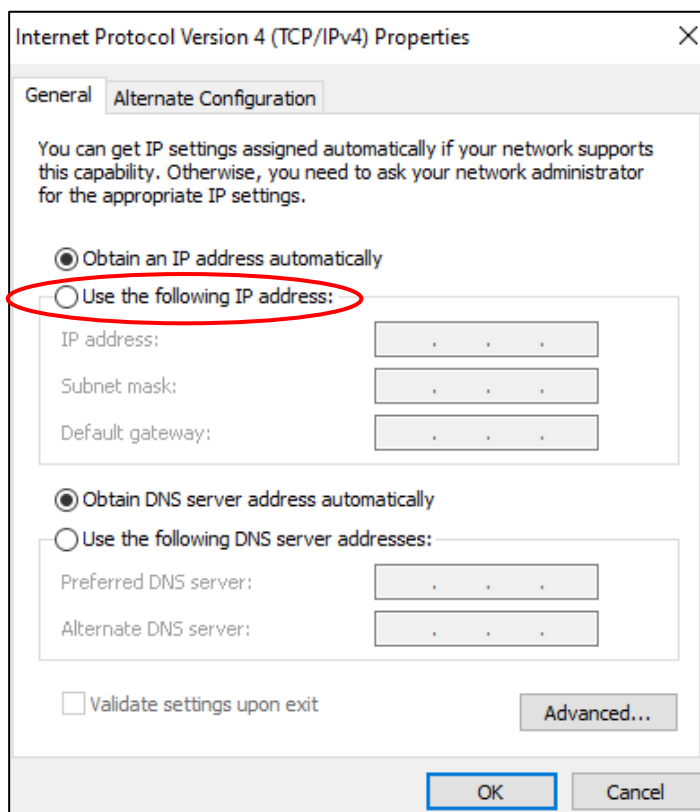 Internet Protocol Version 4 (TCP/IPv4) Properties
General
Alternate Configuration
You can get IP settings assigned automatically if your network supports
this capability. Otherwise, you need to ask your network administrator
for the appropriate IP settings.
Obtain an IP address automatically
Use the following IP address:
IP address:
Subnet mask:
Default gateway:
Obtain DNS server address automatically
Use the following DNS server addresses:
Preferred DNS server:
Alternate DNS server:
Validate settings upon exit
Advanced...
OK
Cancel